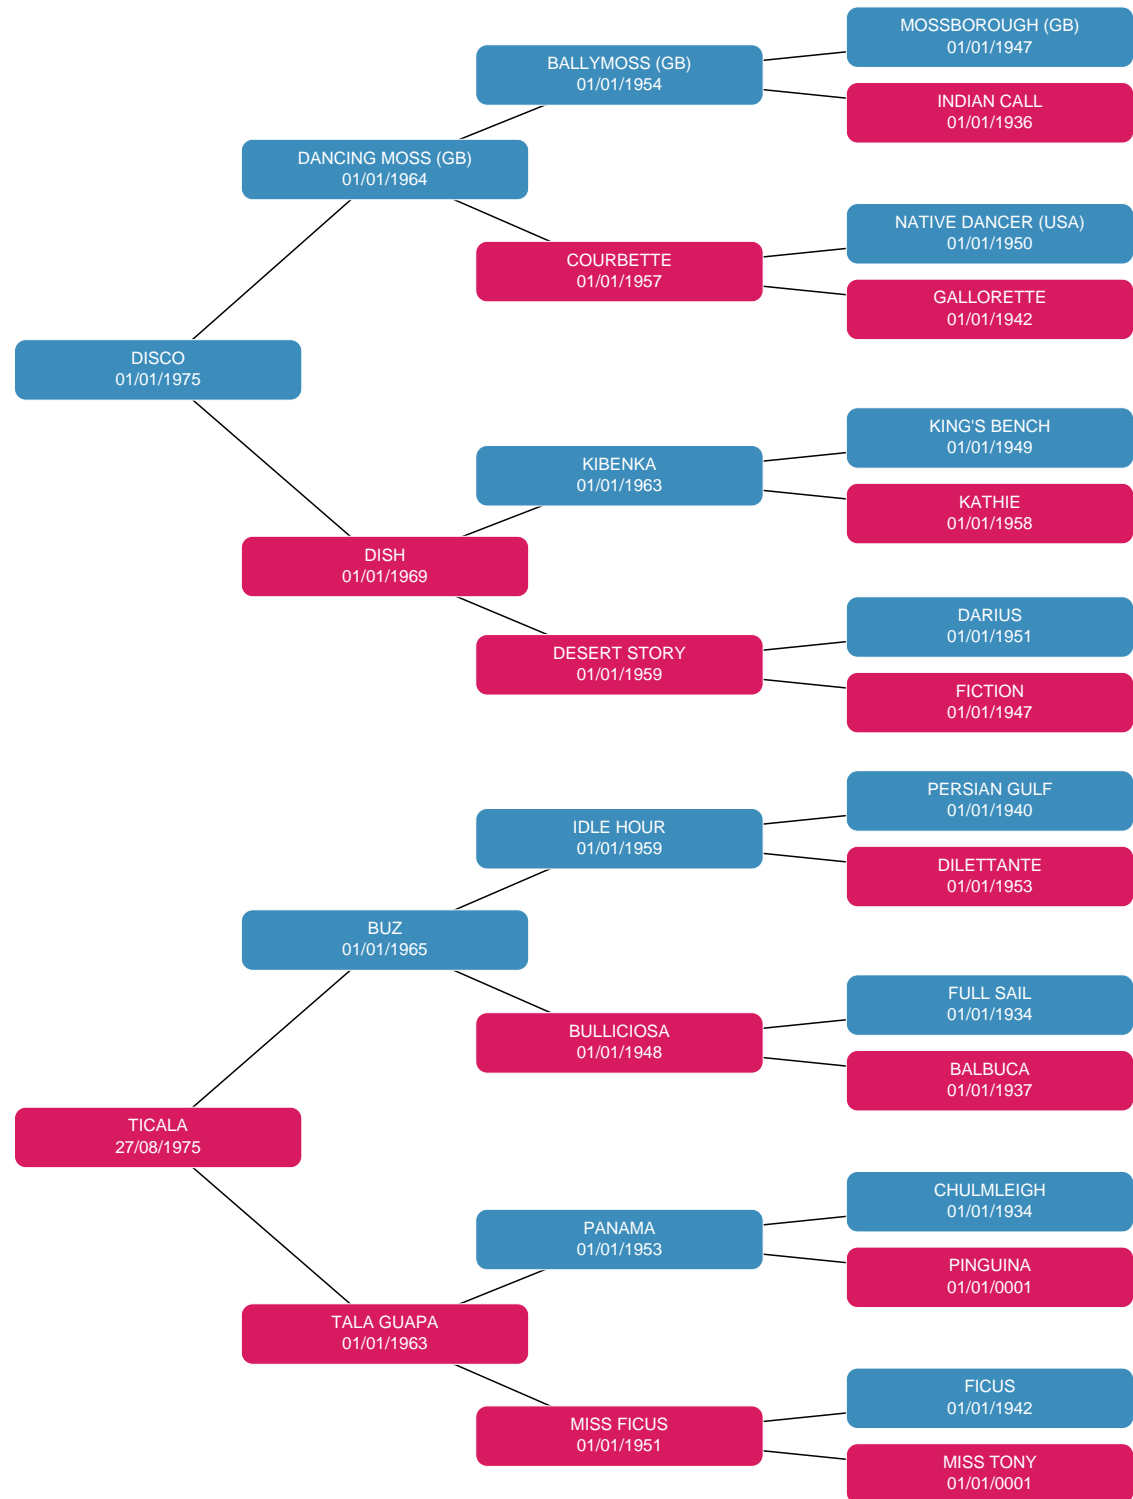 MOSSBOROUGH (GB)
01/01/1947
BALLYMOSS (GB)
01/01/1954
INDIAN CALL
01/01/1936
DANCING MOSS (GB)
01/01/1964
NATIVE DANCER (USA)
01/01/1950
COURBETTE
01/01/1957
GALLORETTE
01/01/1942
DISCO
01/01/1975
KING'S BENCH
01/01/1949
KIBENKA
01/01/1963
KATHIE
01/01/1958
DISH
01/01/1969
DARIUS
01/01/1951
DESERT STORY
01/01/1959
FICTION
01/01/1947
PERSIAN GULF
01/01/1940
IDLE HOUR
01/01/1959
DILETTANTE
01/01/1953
BUZ
01/01/1965
FULL SAIL
01/01/1934
BULLICIOSA
01/01/1948
BALBUCA
01/01/1937
TICALA
27/08/1975
CHULMLEIGH
01/01/1934
PANAMA
01/01/1953
PINGUINA
01/01/0001
TALA GUAPA
01/01/1963
FICUS
01/01/1942
MISS FICUS
01/01/1951
MISS TONY
01/01/0001